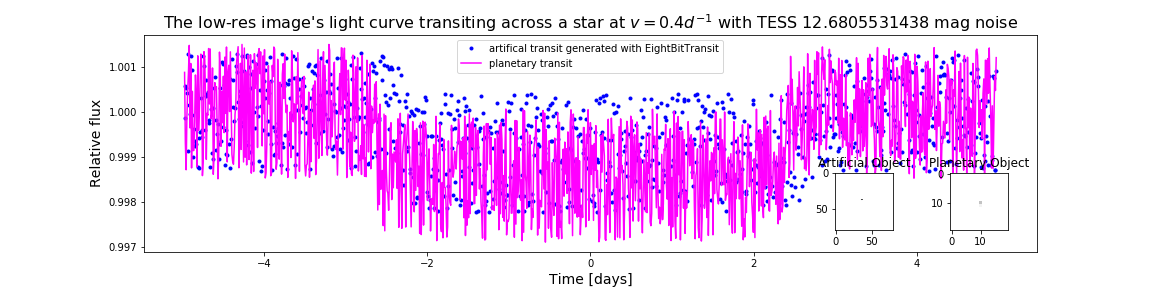 The low-res image's light curve transiting across a star at v = 0.4d⁻¹ with TESS 12.6805531438 mag noise
artifical transit generated with EightBitTransit
planetary transit
Relative flux
1.001
1.000
0.999
0.998
0.997
Artificial Object
Planetary Object
0
50
0 50
0
10
0 10
−4 −2 0 2 4
Time [days]